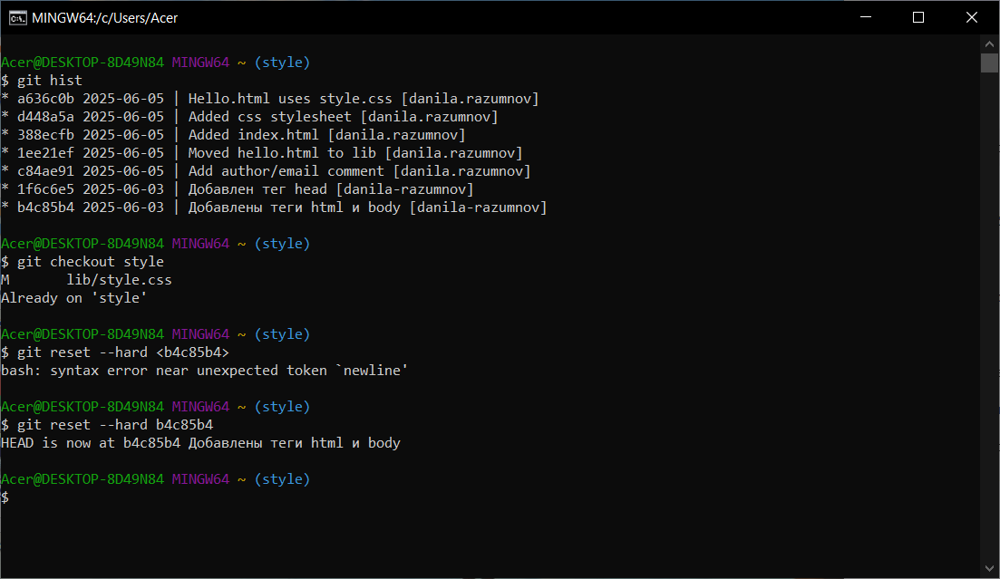 MINGW64:/c/Users/Acer
Acer@DESKTOP-8D49N84 MINGW64 ~ (style)
$ git hist
* a636c0b 2025-06-05 | Hello.html uses style.css [danila.razumnov]
* d448a5a 2025-06-05 | Added css stylesheet [danila.razumnov]
* 388ecfb 2025-06-05 | Added index.html [danila.razumnov]
* 1ee21ef 2025-06-05 | Moved hello.html to lib [danila.razumnov]
* c84ae91 2025-06-05 | Add author/email comment [danila.razumnov]
* 1f6c6e5 2025-06-03 | Добавлен тег head [danila-razumnov]
* b4c85b4 2025-06-03 | Добавлены теги html и body [danila-razumnov]
Acer@DESKTOP-8D49N84 MINGW64 ~ (style)
$ git checkout style
M       lib/style.css
Already on 'style'
Acer@DESKTOP-8D49N84 MINGW64 ~ (style)
$ git reset --hard <b4c85b4>
bash: syntax error near unexpected token `newline'
Acer@DESKTOP-8D49N84 MINGW64 ~ (style)
$ git reset --hard b4c85b4
HEAD is now at b4c85b4 Добавлены теги html и body
Acer@DESKTOP-8D49N84 MINGW64 ~ (style)
$